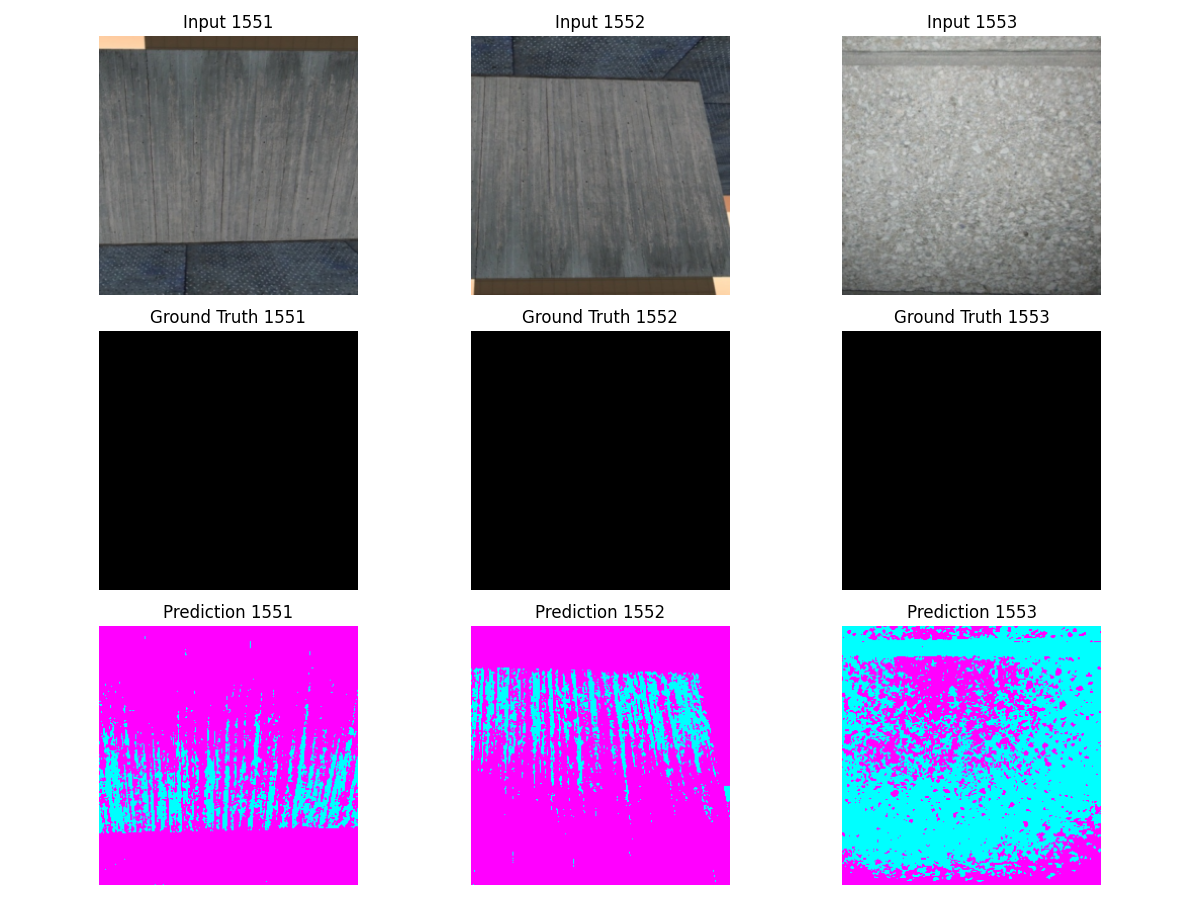 Input 1551
Input 1552
Input 1553
Ground Truth 1551
Ground Truth 1552
Ground Truth 1553
Prediction 1551
Prediction 1552
Prediction 1553